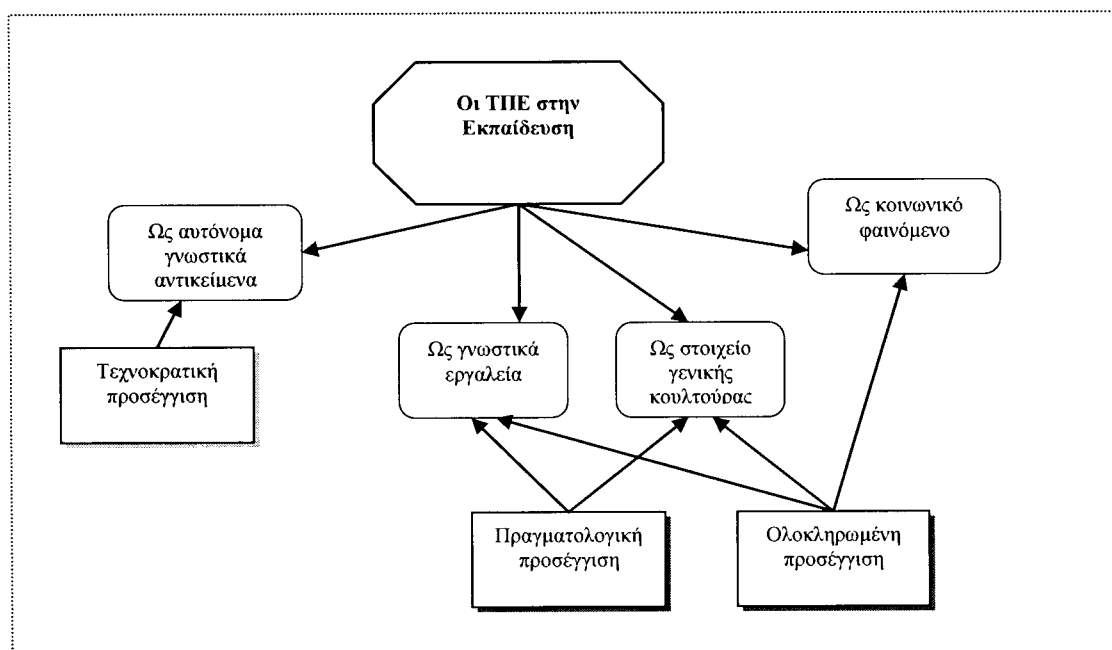 Οι ΤΠΕ στην
Εκπαίδευση
Ως κοινωνικό
φαινόμενο
Ως αυτόνομα
γνωστικά
αντικείμενα
Ως γνωστικά
εργαλεία
Ως στοιχείο
γενικής
κουλτούρας
Τεχνοκρατική
προσέγγιση
Πραγματολογική
προσέγγιση
Ολοκληρωμένη
προσέγγιση